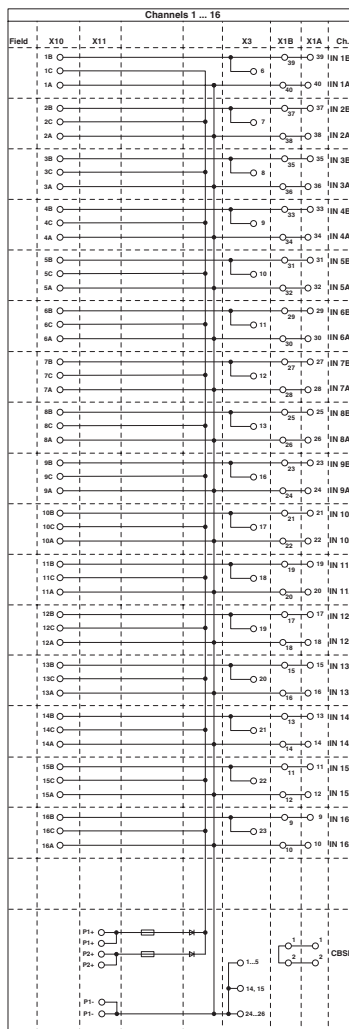 Channels 1 ... 16
Field X10 X11 X3 X1B X1A Ch.
1B 39 39 IN 1B
1C 6
1A 40 40 IN 1A
2B 37 37 IN 2B
2C 7
2A 38 38 IN 2A
3B 35 35 IN 3B
3C 8
3A 36 36 IN 3A
4B 33 33 IN 4B
4C 9
4A 34 34 IN 4A
5B 31 31 IN 5B
5C 10
5A 32 32 IN 5A
6B 29 29 IN 6B
6C 11
6A 30 30 IN 6A
7B 27 27 IN 7B
7C 12
7A 28 28 IN 7A
8B 25 25 IN 8B
8C 13
8A 26 26 IN 8A
9B 23 23 IN 9B
9C 16
9A 24 24 IN 9A
10B 21 21 IN 10
10C 17
10A 22 22 IN 10
11B 19 19 IN 11
11C 18
11A 20 20 IN 11
12B 17 17 IN 12
12C 19
12A 18 18 IN 12
13B 15 15 IN 13
13C 20
13A 16 16 IN 13
14B 13 13 IN 14
14C 21
14A 14 14 IN 14
15B 11 11 IN 15
15C 22
15A 12 12 IN 15
16B 9 9 IN 16
16C 23
16A 10 10 IN 16
P1+
P1+ 1 1
P2+ CBS
P2+ 1...5 2 2
14, 15
P1-
P1- 24...26